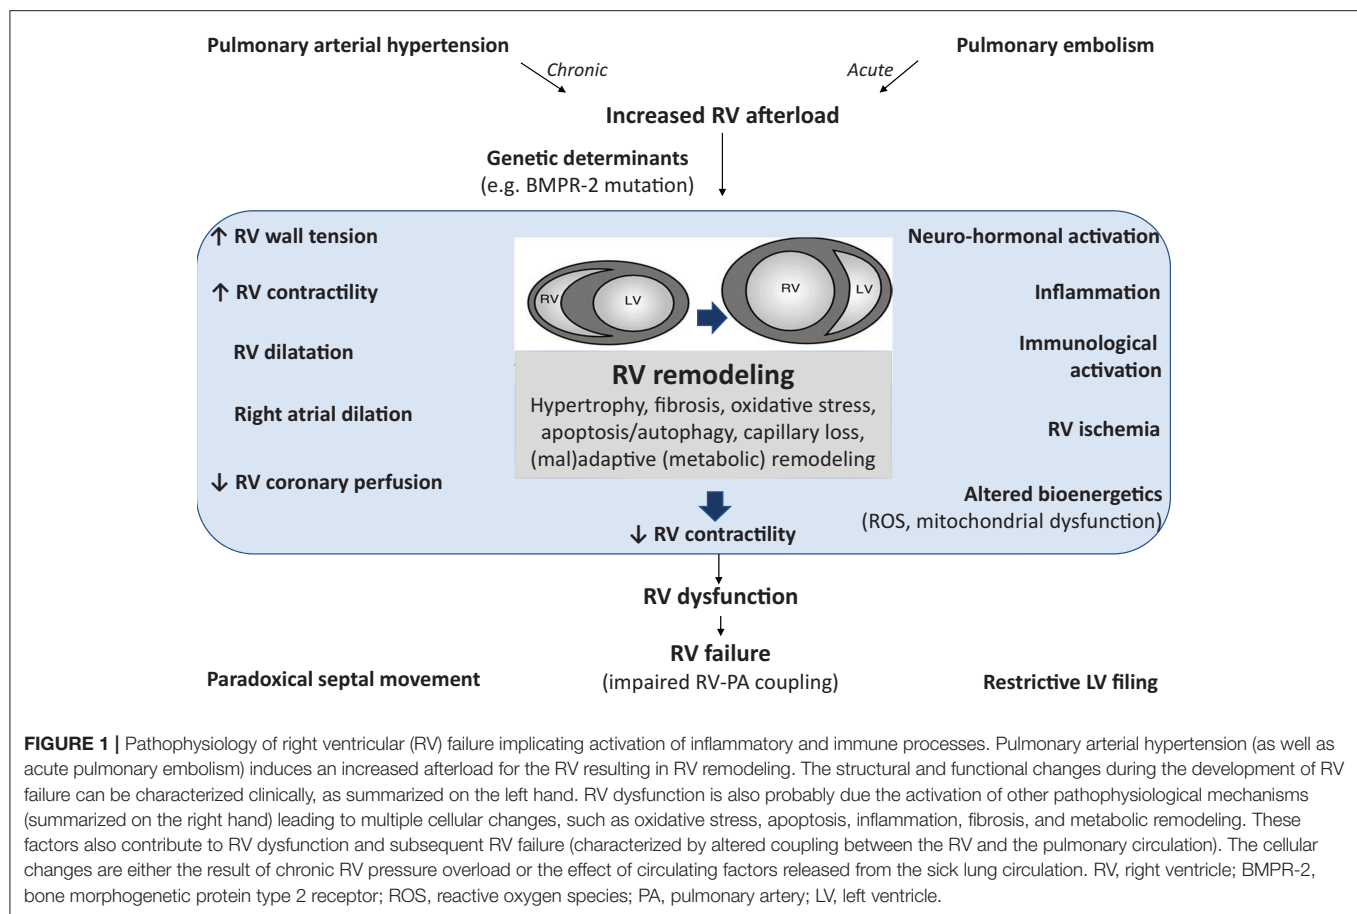 Pulmonary arterial hypertension
Pulmonary embolism
Chronic
Acute
Increased RV afterload
Genetic determinants
(e.g. BMPR-2 mutation)
↑ RV wall tension
↑ RV contractility
RV dilatation
Right atrial dilation
↓ RV coronary perfusion
RV
LV
RV
LV
RV remodeling
Hypertrophy, fibrosis, oxidative stress,
apoptosis/autophagy, capillary loss,
(mal)adaptive (metabolic) remodeling
↓ RV contractility
Neuro-hormonal activation
Inflammation
Immunological
activation
RV ischemia
Altered bioenergetics
(ROS, mitochondrial dysfunction)
RV dysfunction
RV failure
(impaired RV-PA coupling)
Paradoxical septal movement
Restrictive LV filing
FIGURE 1 | Pathophysiology of right ventricular (RV) failure implicating activation of inflammatory and immune processes. Pulmonary arterial hypertension (as well as
acute pulmonary embolism) induces an increased afterload for the RV resulting in RV remodeling. The structural and functional changes during the development of RV
failure can be characterized clinically, as summarized on the left hand. RV dysfunction is also probably due the activation of other pathophysiological mechanisms
(summarized on the right hand) leading to multiple cellular changes, such as oxidative stress, apoptosis, inflammation, fibrosis, and metabolic remodeling. These
factors also contribute to RV dysfunction and subsequent RV failure (characterized by altered coupling between the RV and the pulmonary circulation). The cellular
changes are either the result of chronic RV pressure overload or the effect of circulating factors released from the sick lung circulation. RV, right ventricle; BMPR-2,
bone morphogenetic protein type 2 receptor; ROS, reactive oxygen species; PA, pulmonary artery; LV, left ventricle.